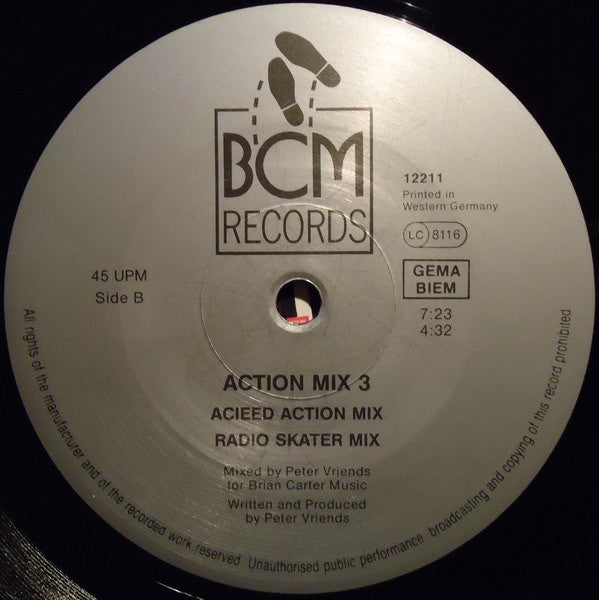 BCM
RECORDS
12211
Printed in
Western Germany
LC 8116
GEMA
BIEM
7:23
4:32
45 UPM
Side B
ACTION MIX 3
ACIEED ACTION MIX
RADIO SKATER MIX
Mixed by Peter Vriends
for Brian Carter Music
Written and Produced
by Peter Vriends
All rights of the manufacturer and of the recorded work reserved. Unauthorised public performance, broadcasting and copying of this record prohibited